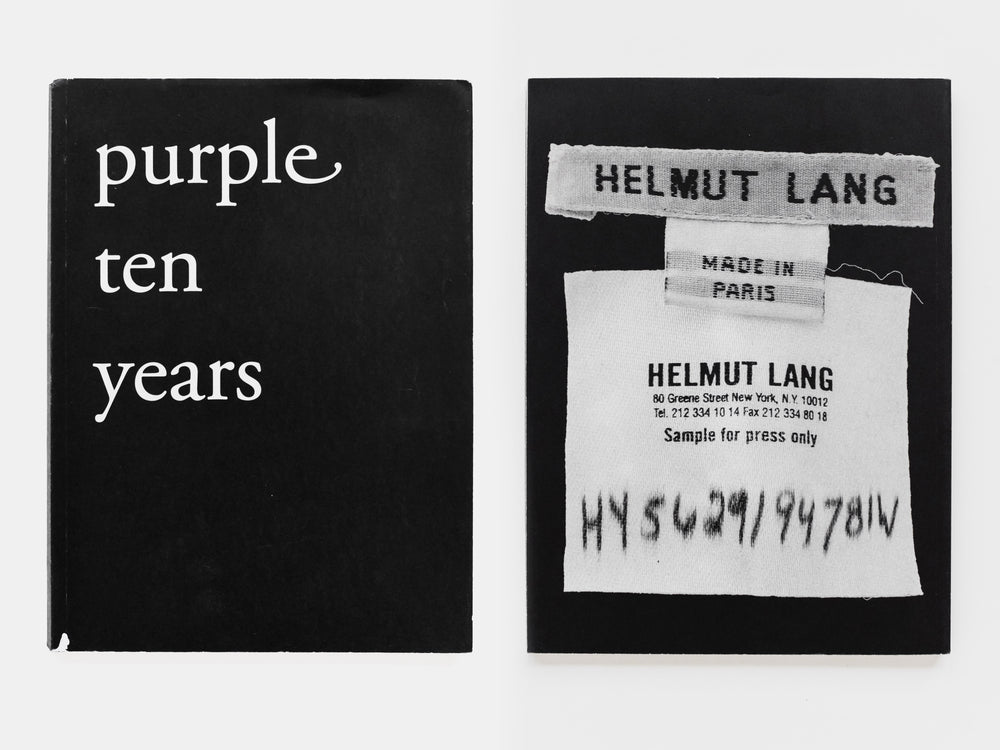 purple
ten
years
HELMUT LANG
MADE IN
PARIS
HELMUT LANG
80 Greene Street New York, N.Y. 10012
Tel. 212 334 10 14 Fax 212 334 80 18
Sample for press only
HY5629/94781W